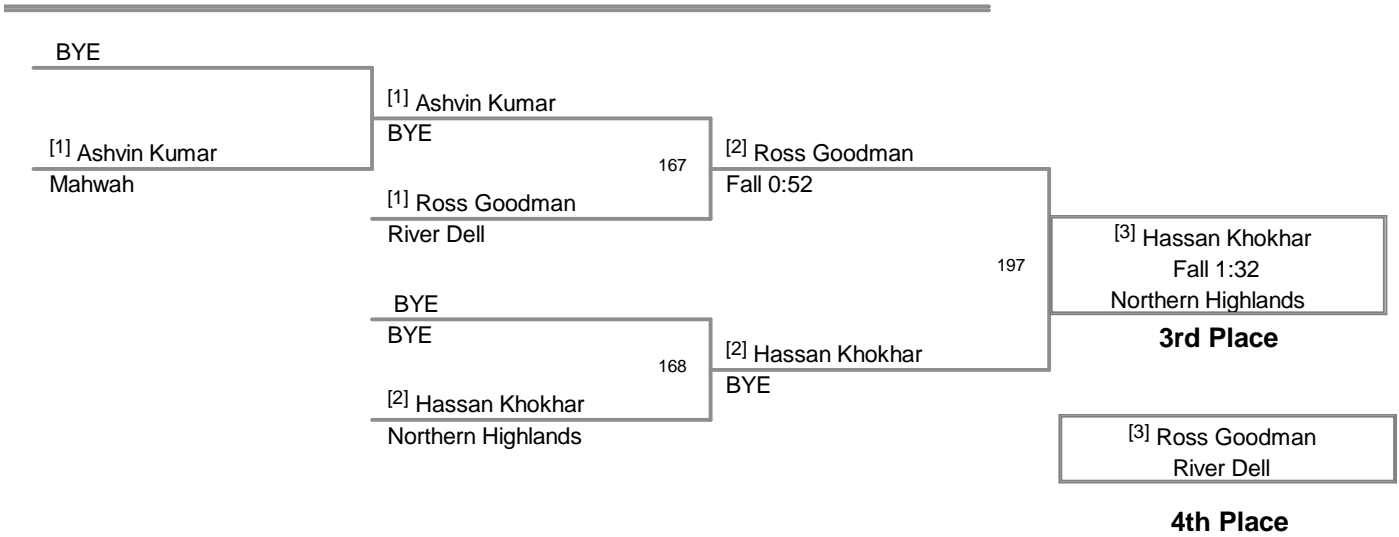 BYE
[1] Ashvin Kumar
Mahwah
[1] Ashvin Kumar
BYE
167
[1] Ross Goodman
River Dell
BYE
BYE
168
[2] Hassan Khokhar
Northern Highlands
[2] Ross Goodman
Fall 0:52
197
[2] Hassan Khokhar
BYE
[3] Hassan Khokhar
Fall 1:32
Northern Highlands
3rd Place
[3] Ross Goodman
River Dell
4th Place